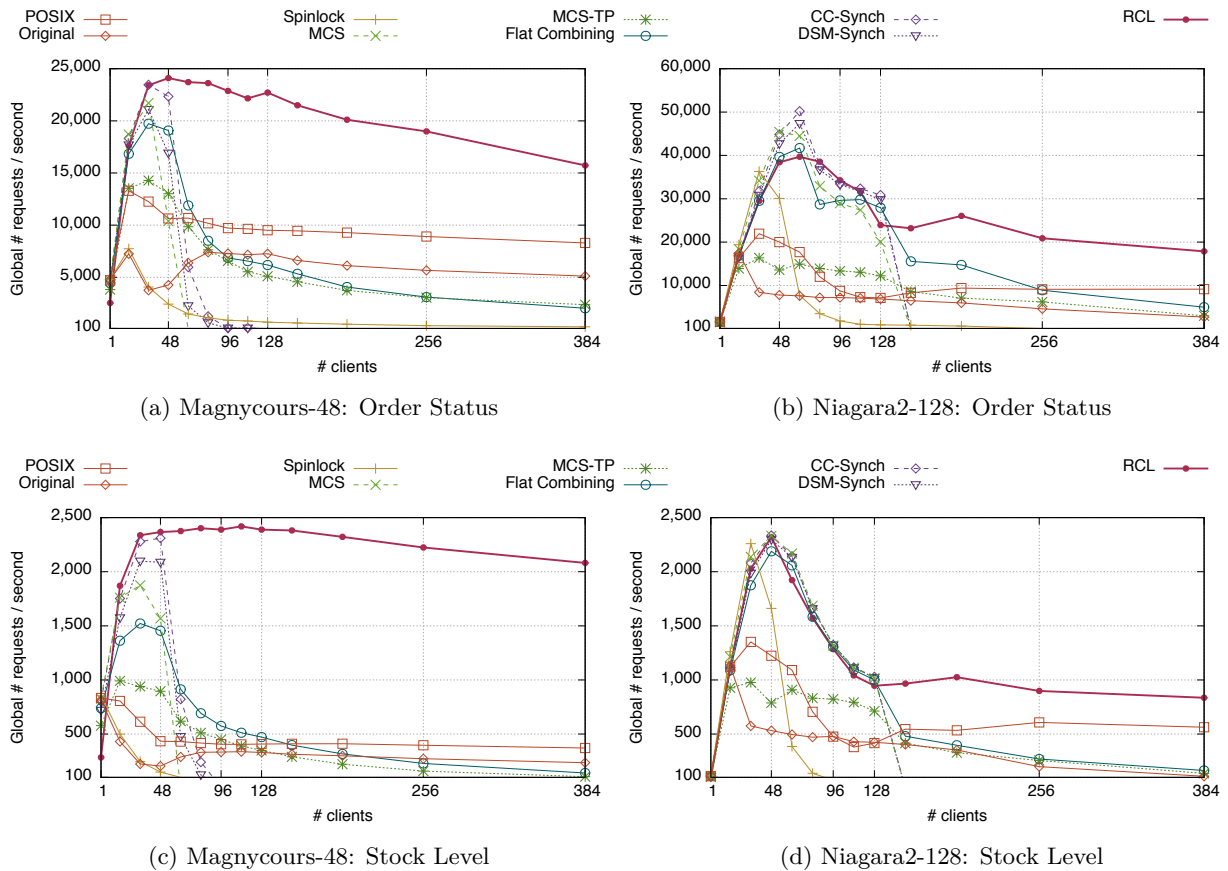 POSIX Spinlock MCS-TP CC-Synch RCL
Original MCS Flat Combining DSM-Synch
Global # requests / second
25,000
20,000
15,000
10,000
5,000
100
1 48 96 128 256 384
# clients
(a) Magnycours-48: Order Status
Global # requests / second
60,000
50,000
40,000
30,000
20,000
10,000
100
1 48 96 128 256 384
# clients
(b) Niagara2-128: Order Status
POSIX Spinlock MCS-TP CC-Synch RCL
Original MCS Flat Combining DSM-Synch
Global # requests / second
2,500
2,000
1,500
1,000
500
100
1 48 96 128 256 384
# clients
(c) Magnycours-48: Stock Level
Global # requests / second
2,500
2,000
1,500
1,000
500
100
1 48 96 128 256 384
# clients
(d) Niagara2-128: Stock Level